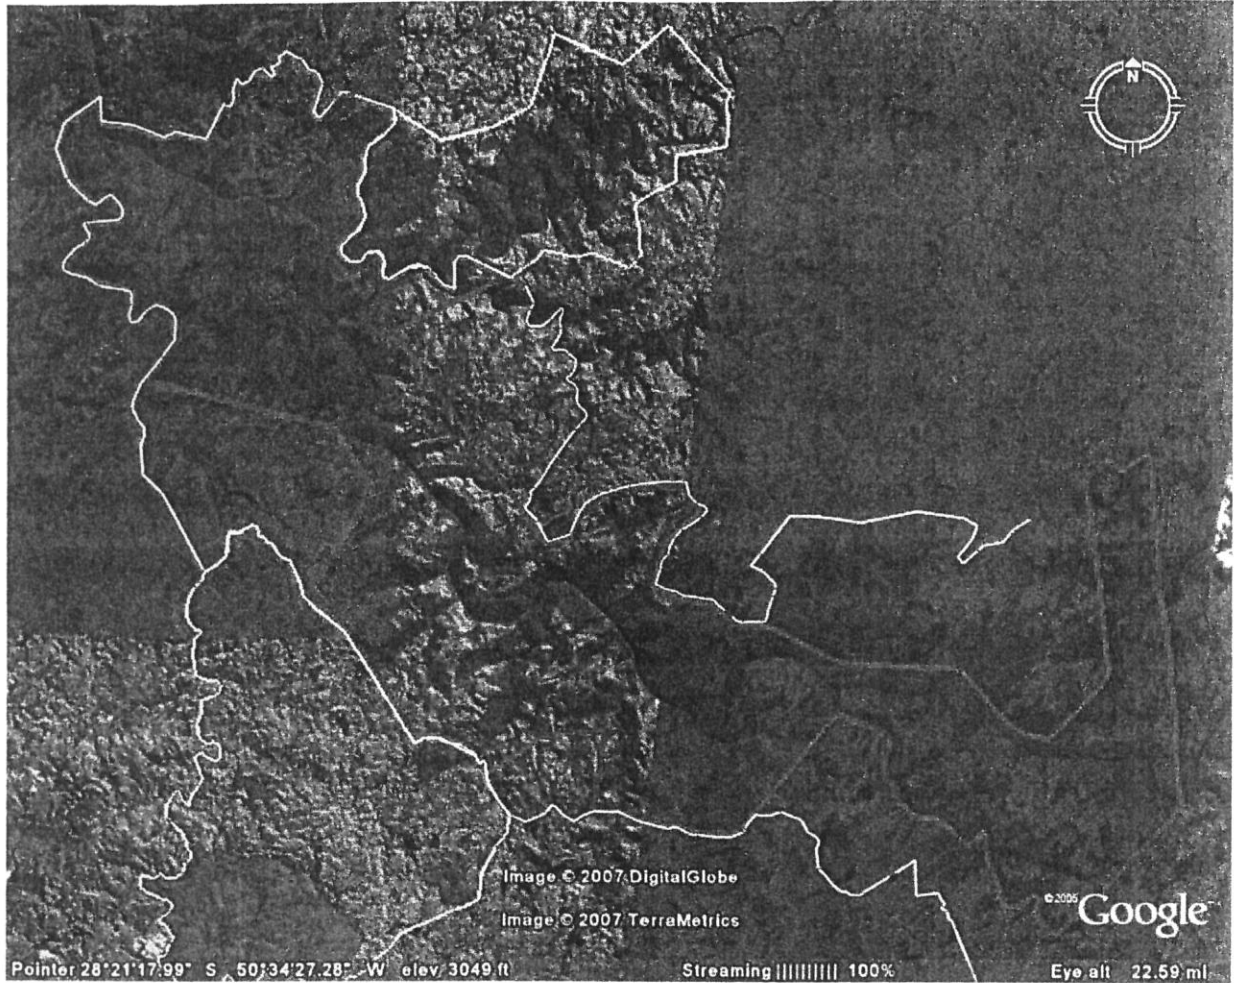 N
Image © 2007 DigitalGlobe
Image © 2007 TerraMetrics
©2005 Google
Pointer 28°21'17.99" S 50°34'27.28" W elev 3049 ft Streaming |||||||||| 100% Eye alt 22.59 mi